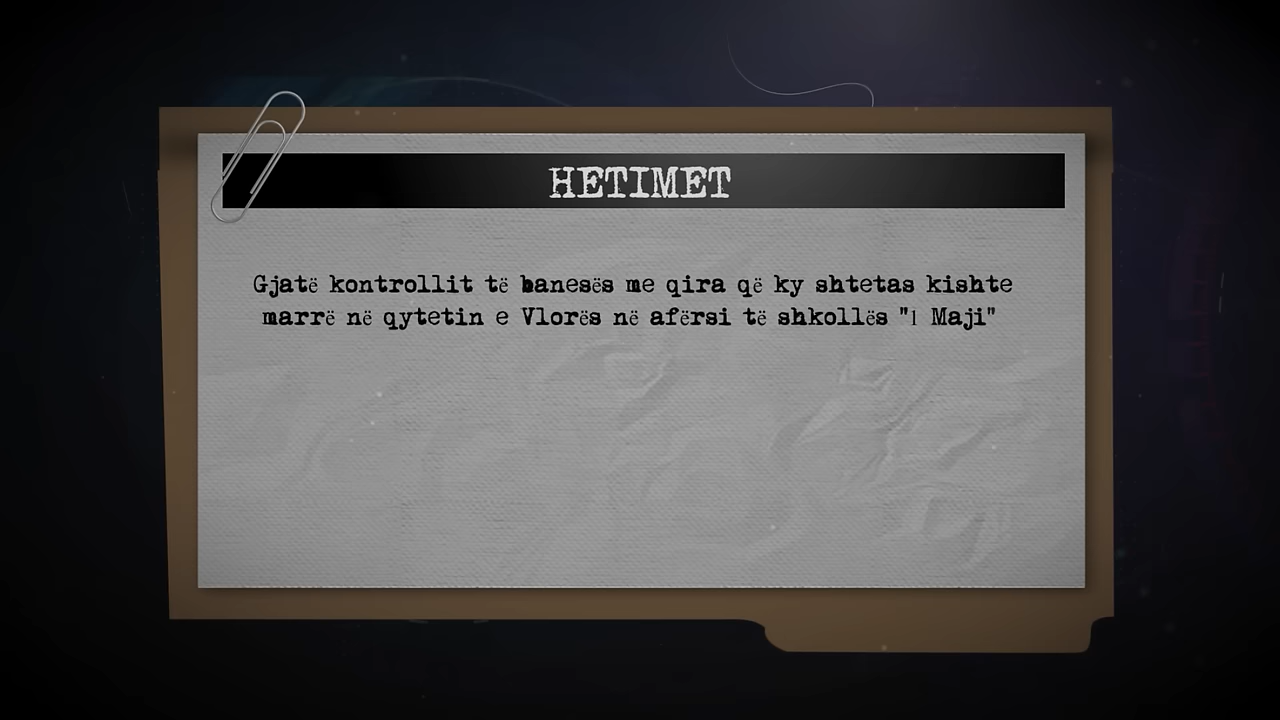 HETIMET
Gjatë kontrollit të banesës me qira që ky shtetas kishte
marrë në qytetin e Vlorës në afërsi të shkollës "1 Maji"